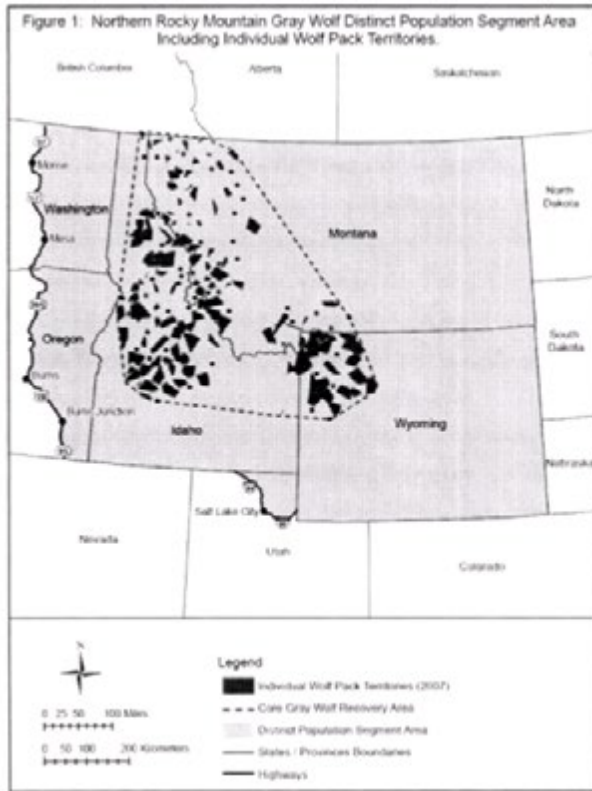 Figure 1: Northern Rocky Mountain Gray Wolf Distinct Population Segment Area
Including Individual Wolf Pack Territories.
British Columbia
Alberta
Saskatchewan
Washington
Montana
North
Dakota
Oregon
South
Dakota
Burns
Burns Junction
Idaho
Wyoming
Nebraska
Salt Lake City
Nevada
Utah
Colorado
N
Legend
Individual Wolf Pack Territories (2007)
Core Gray Wolf Recovery Area
0 25 50 100 Miles
Distinct Population Segment Area
0 50 100 200 Kilometers
States / Provinces Boundaries
Highways